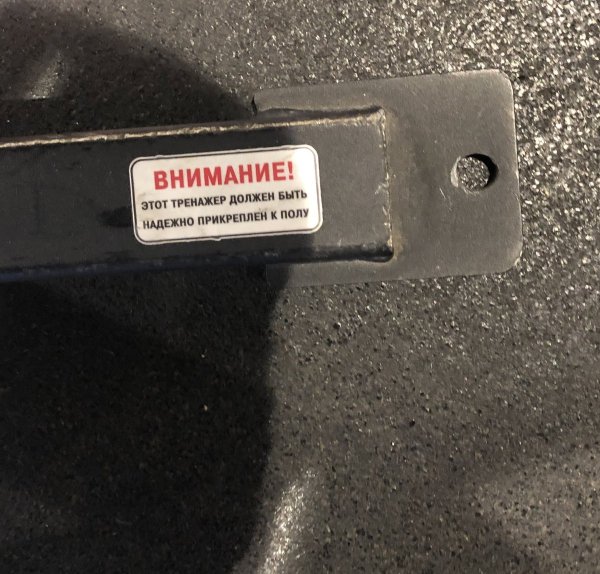 ВНИМАНИЕ!
ЭТОТ ТРЕНАЖЕР ДОЛЖЕН БЫТЬ
НАДЕЖНО ПРИКРЕПЛЕН К ПОЛУ